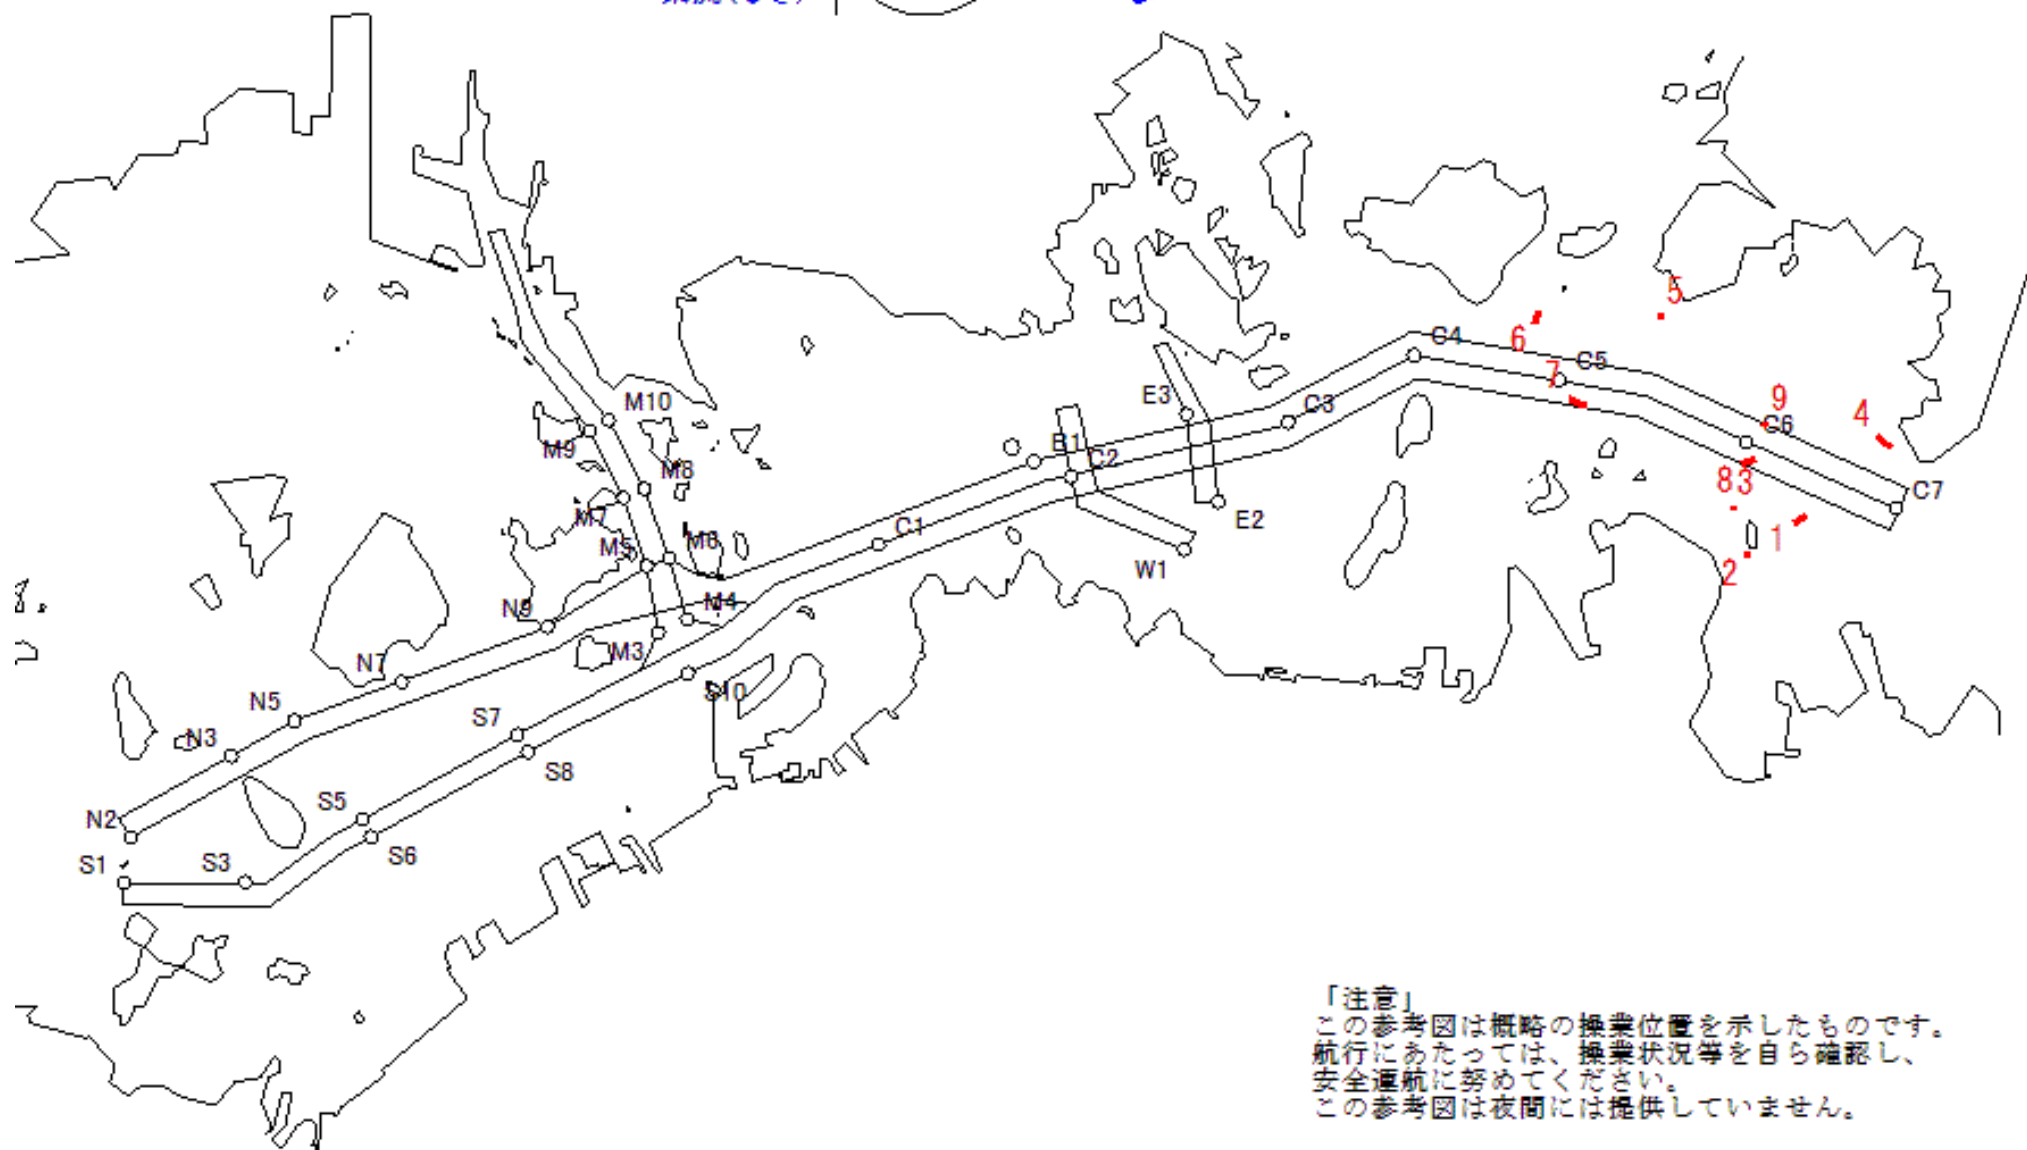 C4
5
6
C5
7
M10
E3
C3
9
C6
4
M9
B1
C2
M8
8
3
C7
M7
E2
C1
1
M5
M6
W1
2
N9
M4
M3
N7
S10
N5
S7
N3
S8
S5
N2
S6
S1
S3
「注意」
この参考図は概略の操業位置を示したものです。
航行にあたっては、操業状況等を自ら確認し、
安全運航に努めてください。
この参考図は夜間には提供していません。